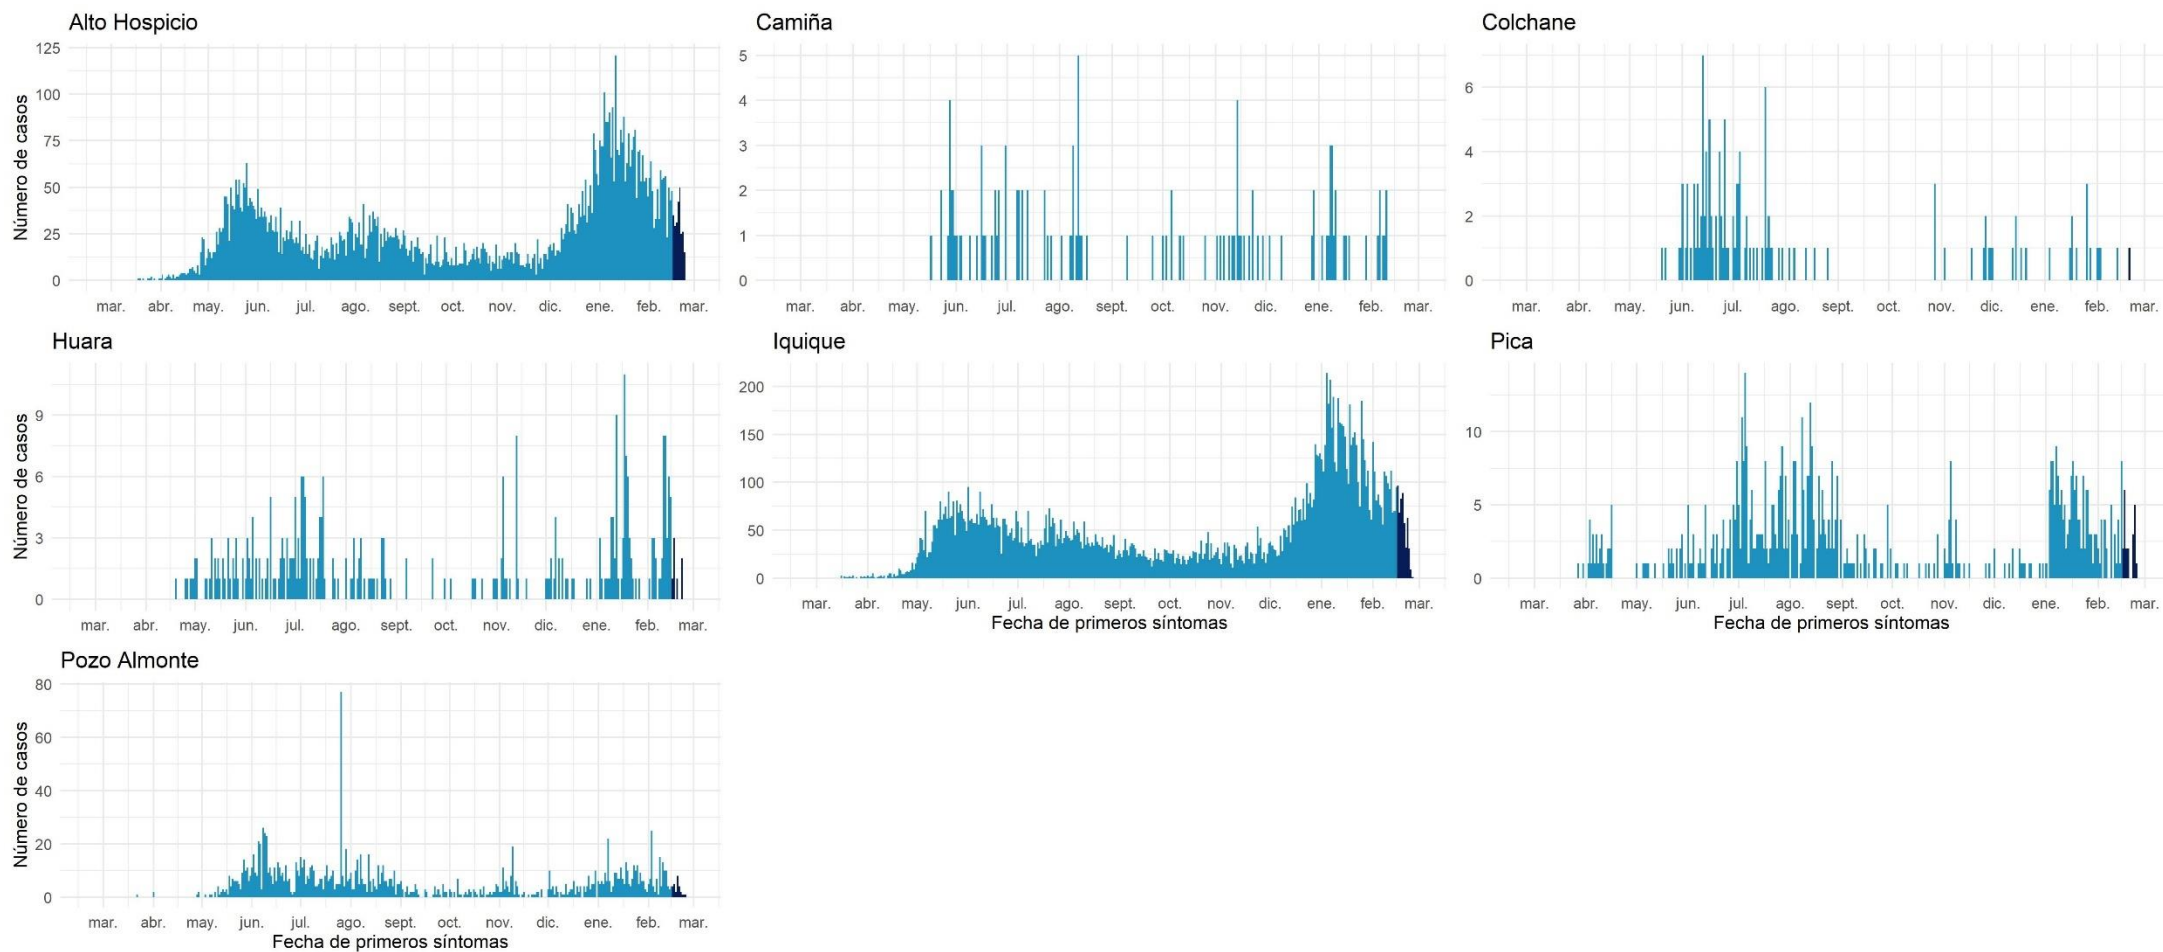 Alto Hospicio
Número de casos
125
100
75
50
25
0
mar. abr. may. jun. jul. ago. sept. oct. nov. dic. ene. feb. mar.
Camiña
5
4
3
2
1
0
mar. abr. may. jun. jul. ago. sept. oct. nov. dic. ene. feb. mar.
Colchane
6
4
2
0
mar. abr. may. jun. jul. ago. sept. oct. nov. dic. ene. feb. mar.
Huara
Número de casos
9
6
3
0
mar. abr. may. jun. jul. ago. sept. oct. nov. dic. ene. feb. mar.
Iquique
200
150
100
50
0
mar. abr. may. jun. jul. ago. sept. oct. nov. dic. ene. feb. mar.
Fecha de primeros síntomas
Pica
10
5
0
mar. abr. may. jun. jul. ago. sept. oct. nov. dic. ene. feb. mar.
Fecha de primeros síntomas
Pozo Almonte
Número de casos
80
60
40
20
0
mar. abr. may. jun. jul. ago. sept. oct. nov. dic. ene. feb. mar.
Fecha de primeros síntomas